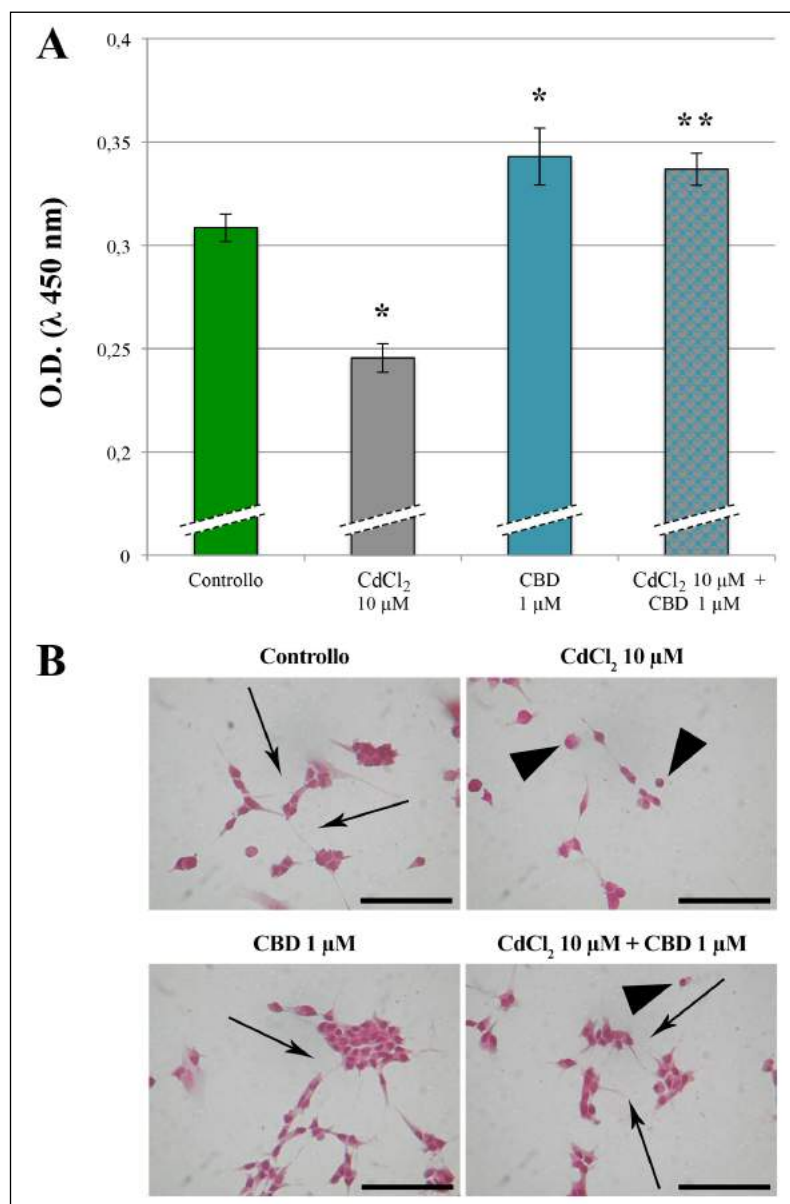 A
O.D. (λ 450 nm)
0,4
0,35
0,3
0,25
0,2
0
*
*
**
Controllo
CdCl₂
10 µM
CBD
1 µM
CdCl₂ 10 µM +
CBD 1 µM
B
Controllo
CdCl₂ 10 µM
CBD 1 µM
CdCl₂ 10 µM + CBD 1 µM